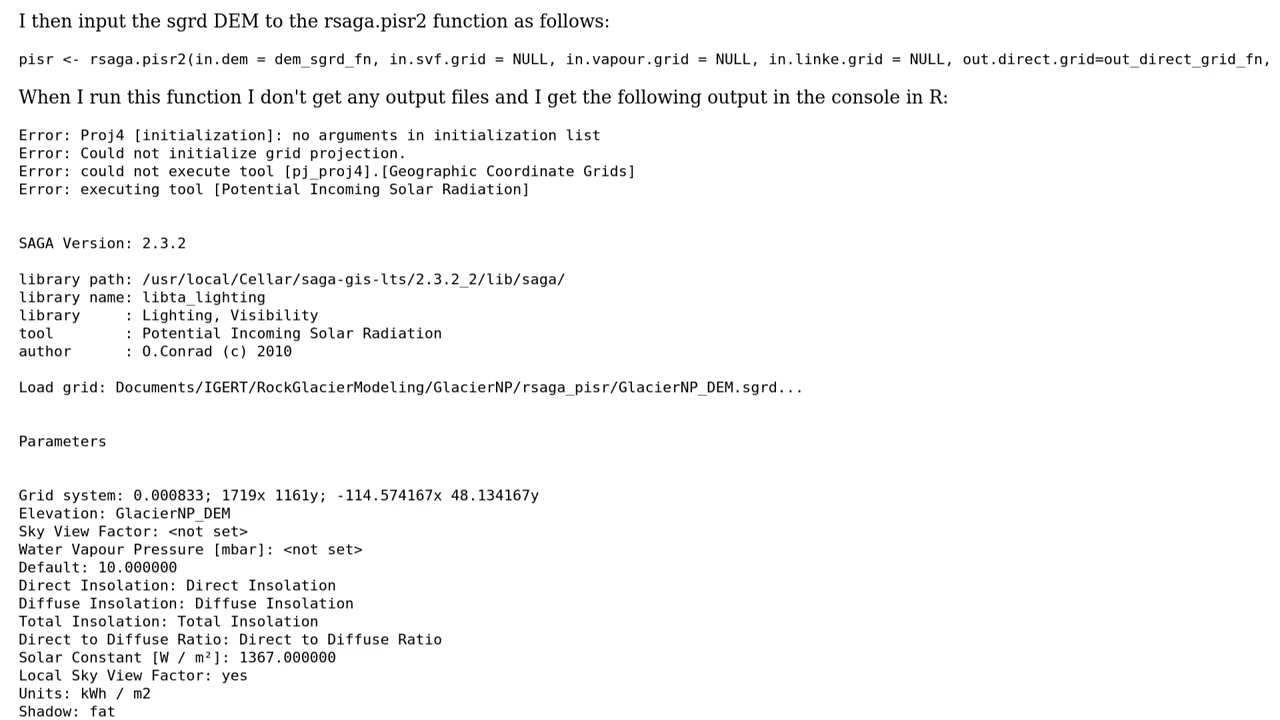 I then input the sgrd DEM to the rsaga.pisr2 function as follows:
pisr <- rsaga.pisr2(in.dem = dem_sgrd_fn, in.svf.grid = NULL, in.vapour.grid = NULL, in.linke.grid = NULL, out.direct.grid=out_direct_grid_fn,
When I run this function I don't get any output files and I get the following output in the console in R:
Error: Proj4 [initialization]: no arguments in initialization list
Error: Could not initialize grid projection.
Error: could not execute tool [pj_proj4].[Geographic Coordinate Grids]
Error: executing tool [Potential Incoming Solar Radiation]
SAGA Version: 2.3.2
library path: /usr/local/Cellar/saga-gis-lts/2.3.2_2/lib/saga/
library name: libta_lighting
library     : Lighting, Visibility
tool        : Potential Incoming Solar Radiation
author      : O.Conrad (c) 2010
Load grid: Documents/IGERT/RockGlacierModeling/GlacierNP/rsaga_pisr/GlacierNP_DEM.sgrd...
Parameters
Grid system: 0.000833; 1719x 1161y; -114.574167x 48.134167y
Elevation: GlacierNP_DEM
Sky View Factor: <not set>
Water Vapour Pressure [mbar]: <not set>
Default: 10.000000
Direct Insolation: Direct Insolation
Diffuse Insolation: Diffuse Insolation
Total Insolation: Total Insolation
Direct to Diffuse Ratio: Direct to Diffuse Ratio
Solar Constant [W / m²]: 1367.000000
Local Sky View Factor: yes
Units: kWh / m2
Shadow: fat